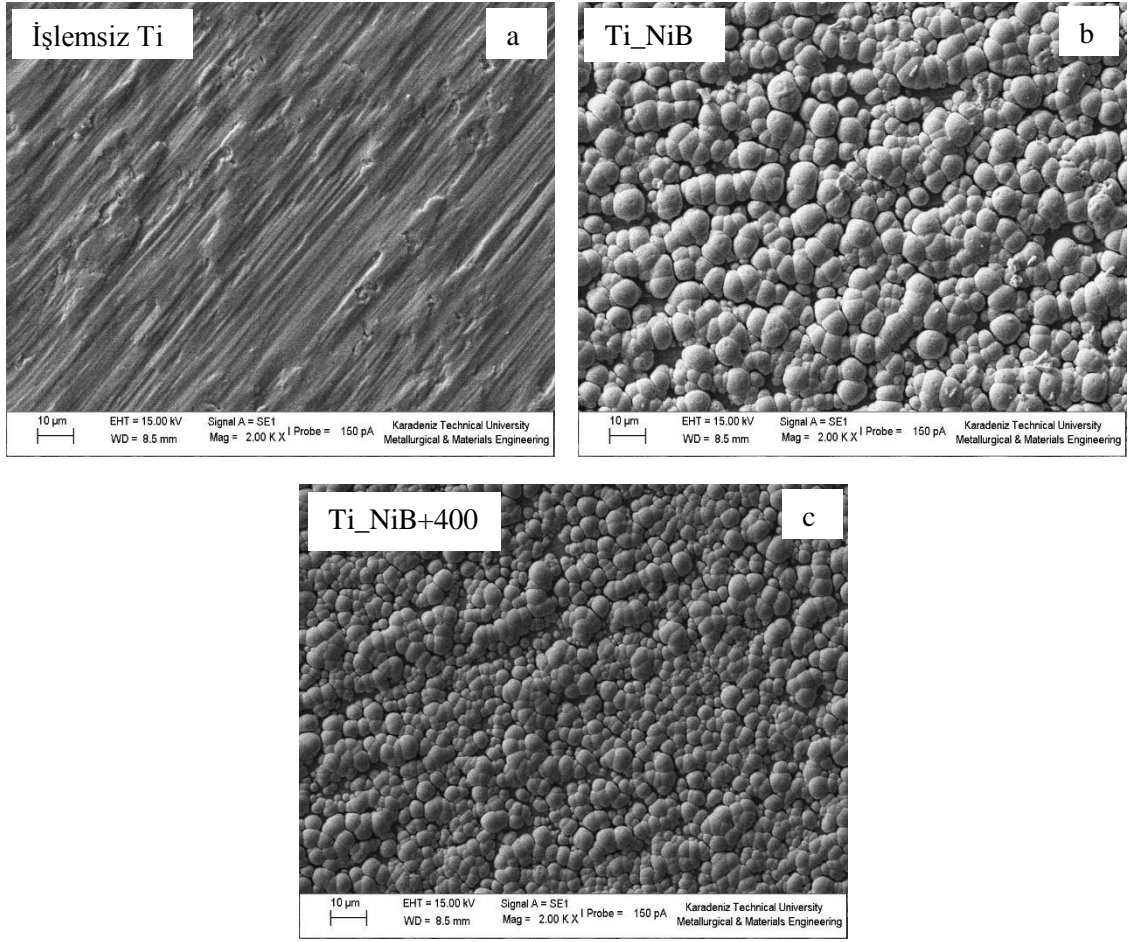 İşlemsiz Ti
a
10 µm
EHT = 15.00 kV
WD = 8.5 mm
Signal A = SE1
Mag = 2.00 K X
I Probe = 150 pA
Karadeniz Technical University
Metallurgical & Materials Engineering
Ti_NiB
b
10 µm
EHT = 15.00 kV
WD = 8.5 mm
Signal A = SE1
Mag = 2.00 K X
I Probe = 150 pA
Karadeniz Technical University
Metallurgical & Materials Engineering
Ti_NiB+400
c
10 µm
EHT = 15.00 kV
WD = 8.5 mm
Signal A = SE1
Mag = 2.00 K X
I Probe = 150 pA
Karadeniz Technical University
Metallurgical & Materials Engineering